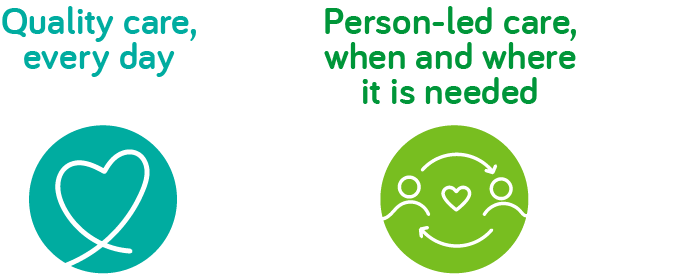 Quality care,
every day
Person-led care,
when and where
it is needed